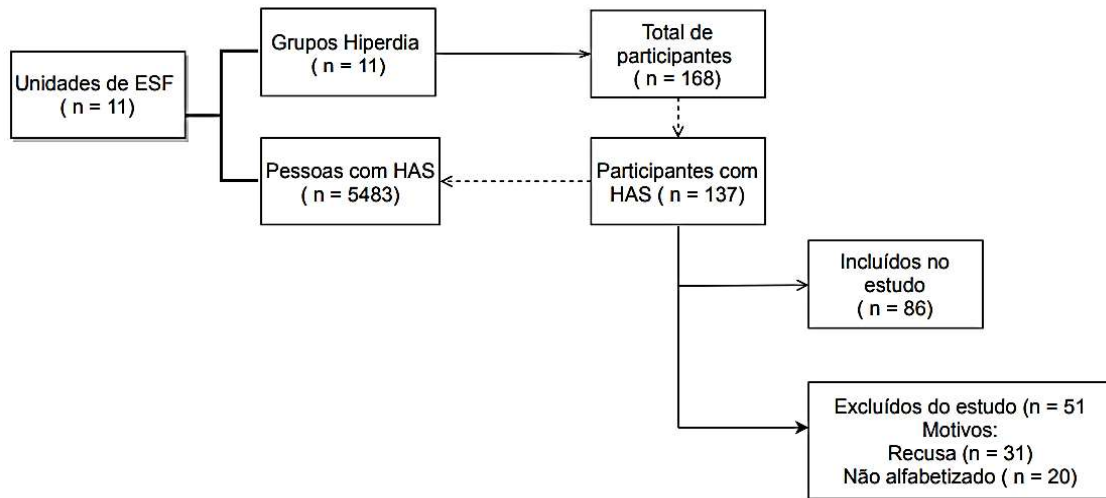 Unidades de ESF
( n = 11)
Grupos Hiperdia
( n = 11)
Total de
participantes
( n = 168)
Pessoas com HAS
( n = 5483)
Participantes com
HAS ( n = 137)
Incluídos no
estudo
( n = 86)
Excluídos do estudo (n = 51
Motivos:
Recusa (n = 31)
Não alfabetizado ( n = 20)